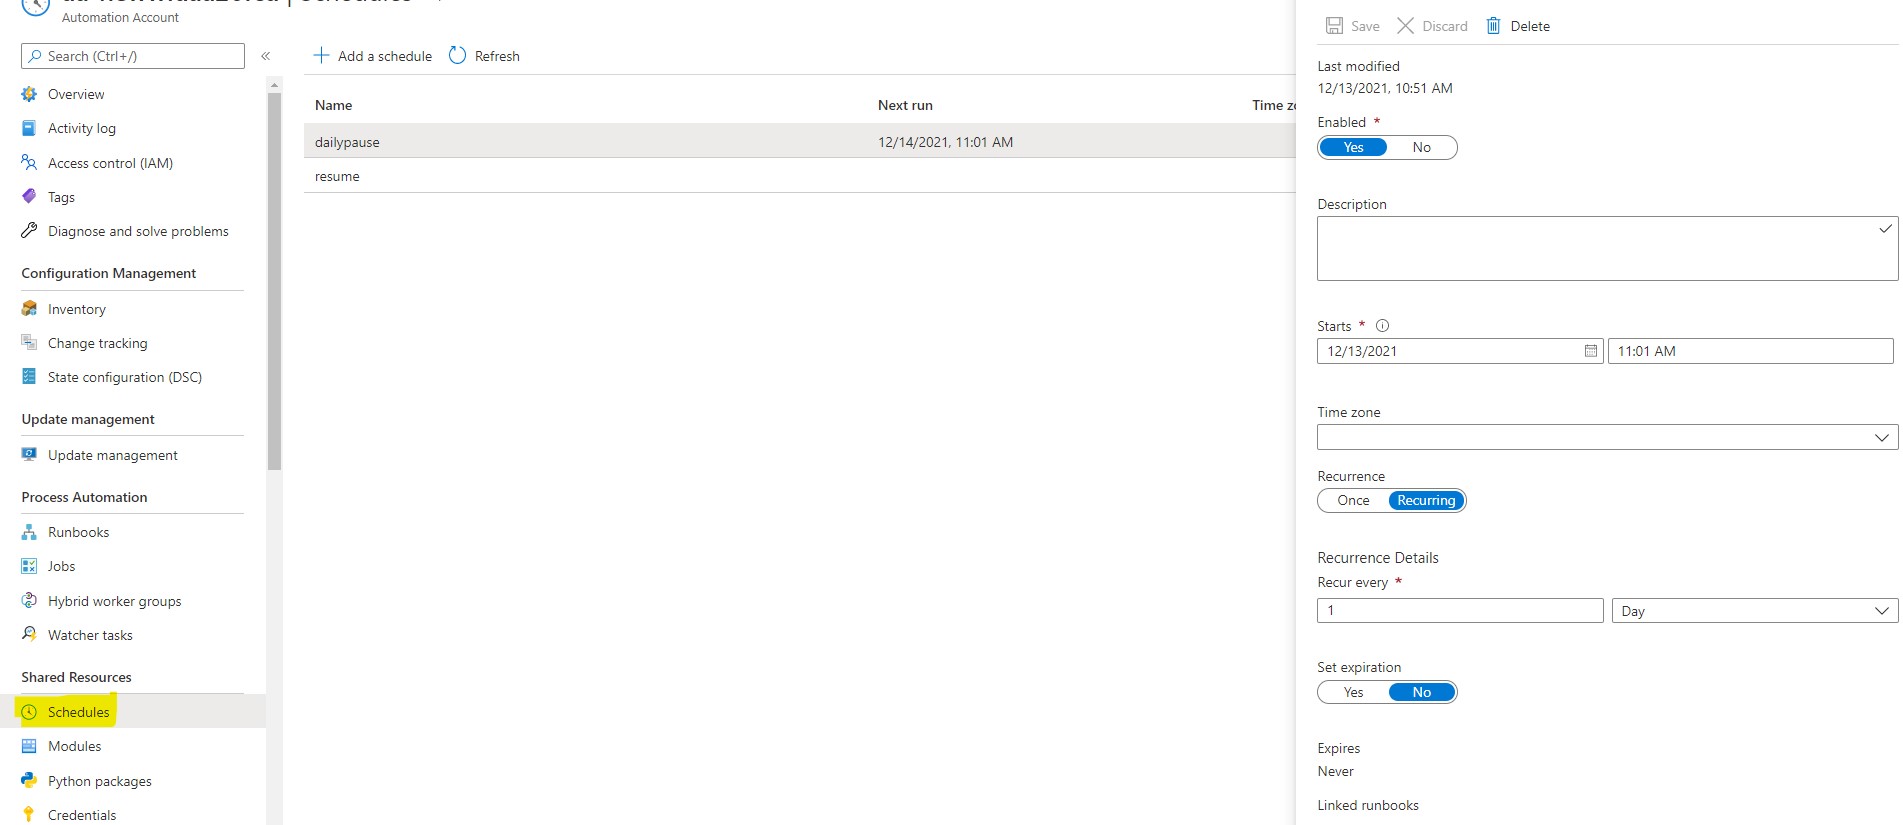 Automation Account
Search (Ctrl+/)
«
Overview
Activity log
Access control (IAM)
Tags
Diagnose and solve problems
Configuration Management
Inventory
Change tracking
State configuration (DSC)
Update management
Update management
Process Automation
Runbooks
Jobs
Hybrid worker groups
Watcher tasks
Shared Resources
Schedules
Modules
Python packages
Credentials
Add a schedule Refresh
Name Next run Time zo
dailypause 12/14/2021, 11:01 AM
resume
Save Discard Delete
Last modified
12/13/2021, 10:51 AM
Enabled *
Yes No
Description
Starts *
12/13/2021 11:01 AM
Time zone
Recurrence
Once Recurring
Recurrence Details
Recur every *
1 Day
Set expiration
Yes No
Expires
Never
Linked runbooks